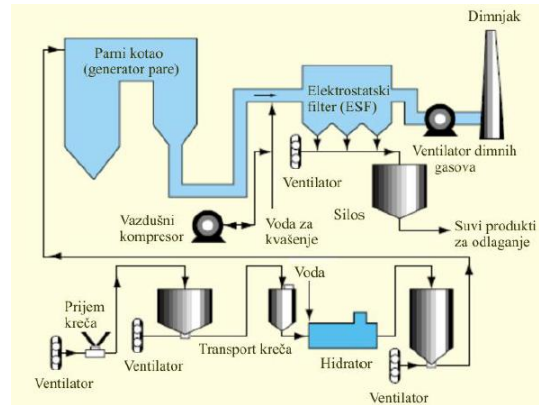 Dimnjak
Parni kotao
(generator pare)
Elektrostatski
filter (ESF)
Ventilator dimnih
gasova
Ventilator
Silos
Vazdušni
kompresor
Voda za
kvašenje
Suvi produkti
za odlaganje
Voda
Prijem
kreča
Ventilator
Transport kreča
Hidrator
Ventilator
Ventilator